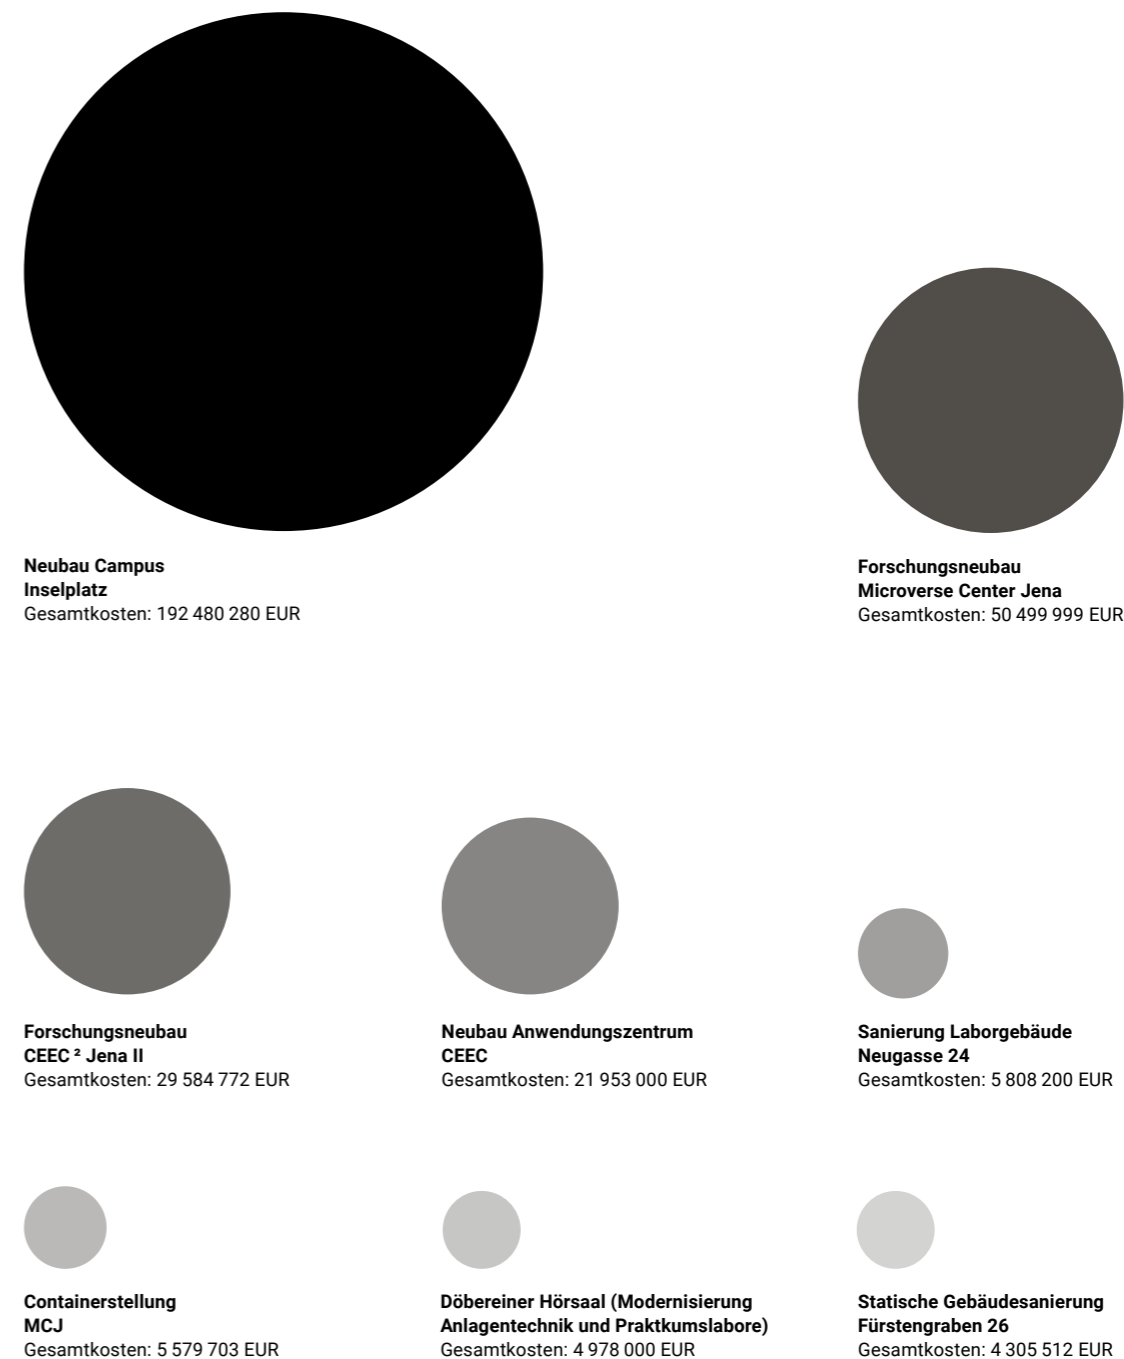 Neubau Campus
Inselplatz
Gesamtkosten: 192 480 280 EUR
Forschungsneubau
Microverse Center Jena
Gesamtkosten: 50 499 999 EUR
Forschungsneubau
CEEC ² Jena II
Gesamtkosten: 29 584 772 EUR
Neubau Anwendungszentrum
CEEC
Gesamtkosten: 21 953 000 EUR
Sanierung Laborgebäude
Neugasse 24
Gesamtkosten: 5 808 200 EUR
Containerstellung
MCJ
Gesamtkosten: 5 579 703 EUR
Döbereiner Hörsaal (Modernisierung
Anlagentechnik und Praktkumslabore)
Gesamtkosten: 4 978 000 EUR
Statische Gebäudesanierung
Fürstengraben 26
Gesamtkosten: 4 305 512 EUR